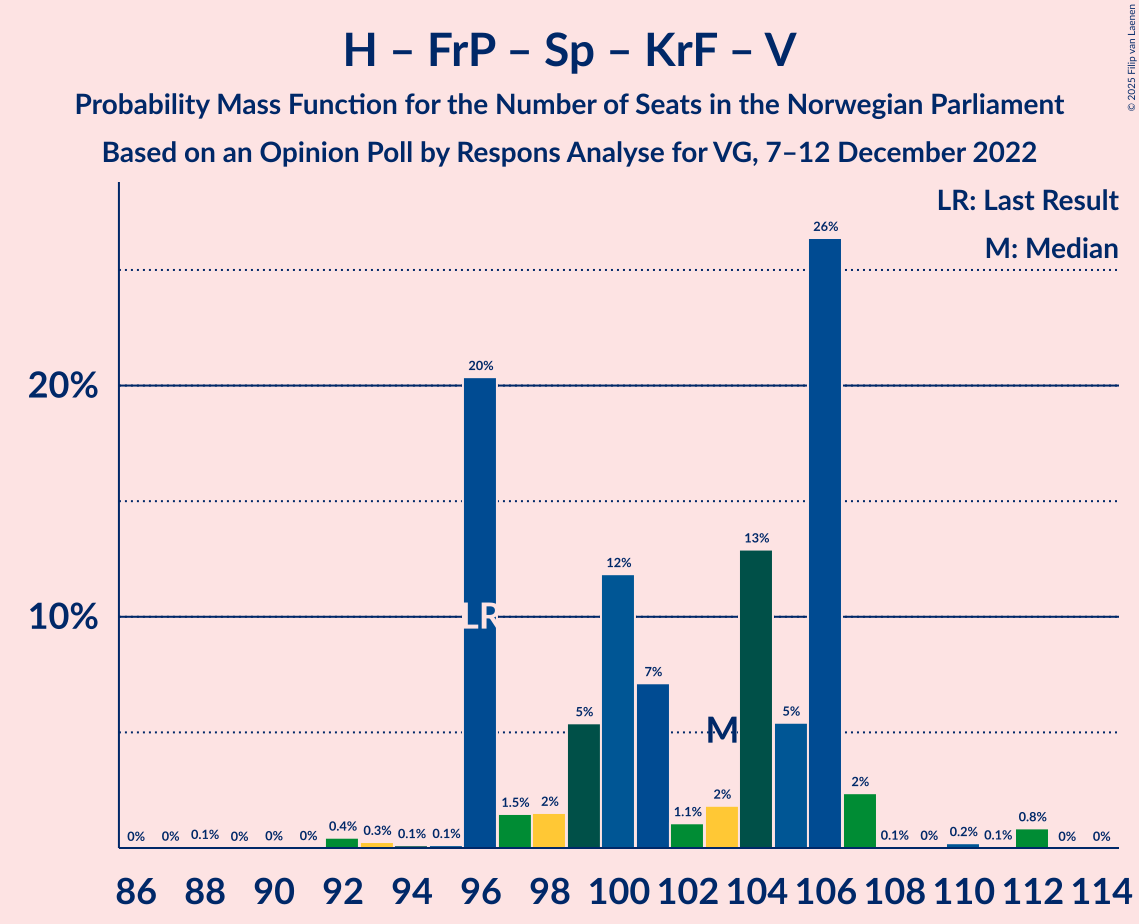 H – FrP – Sp – KrF – V
Probability Mass Function for the Number of Seats in the Norwegian Parliament
Based on an Opinion Poll by Respons Analyse for VG, 7–12 December 2022
© 2025 Filip van Laenen
LR: Last Result
M: Median
20%
10%
0% 0% 0.1% 0% 0% 0% 0.4% 0.3% 0.1% 0.1% 20% 1.5% 2% 5% 12% 7% 1.1% 2% 13% 5% 26% 2% 0.1% 0% 0.2% 0.1% 0.8% 0% 0%
LR
M
86 88 90 92 94 96 98 100 102 104 106 108 110 112 114